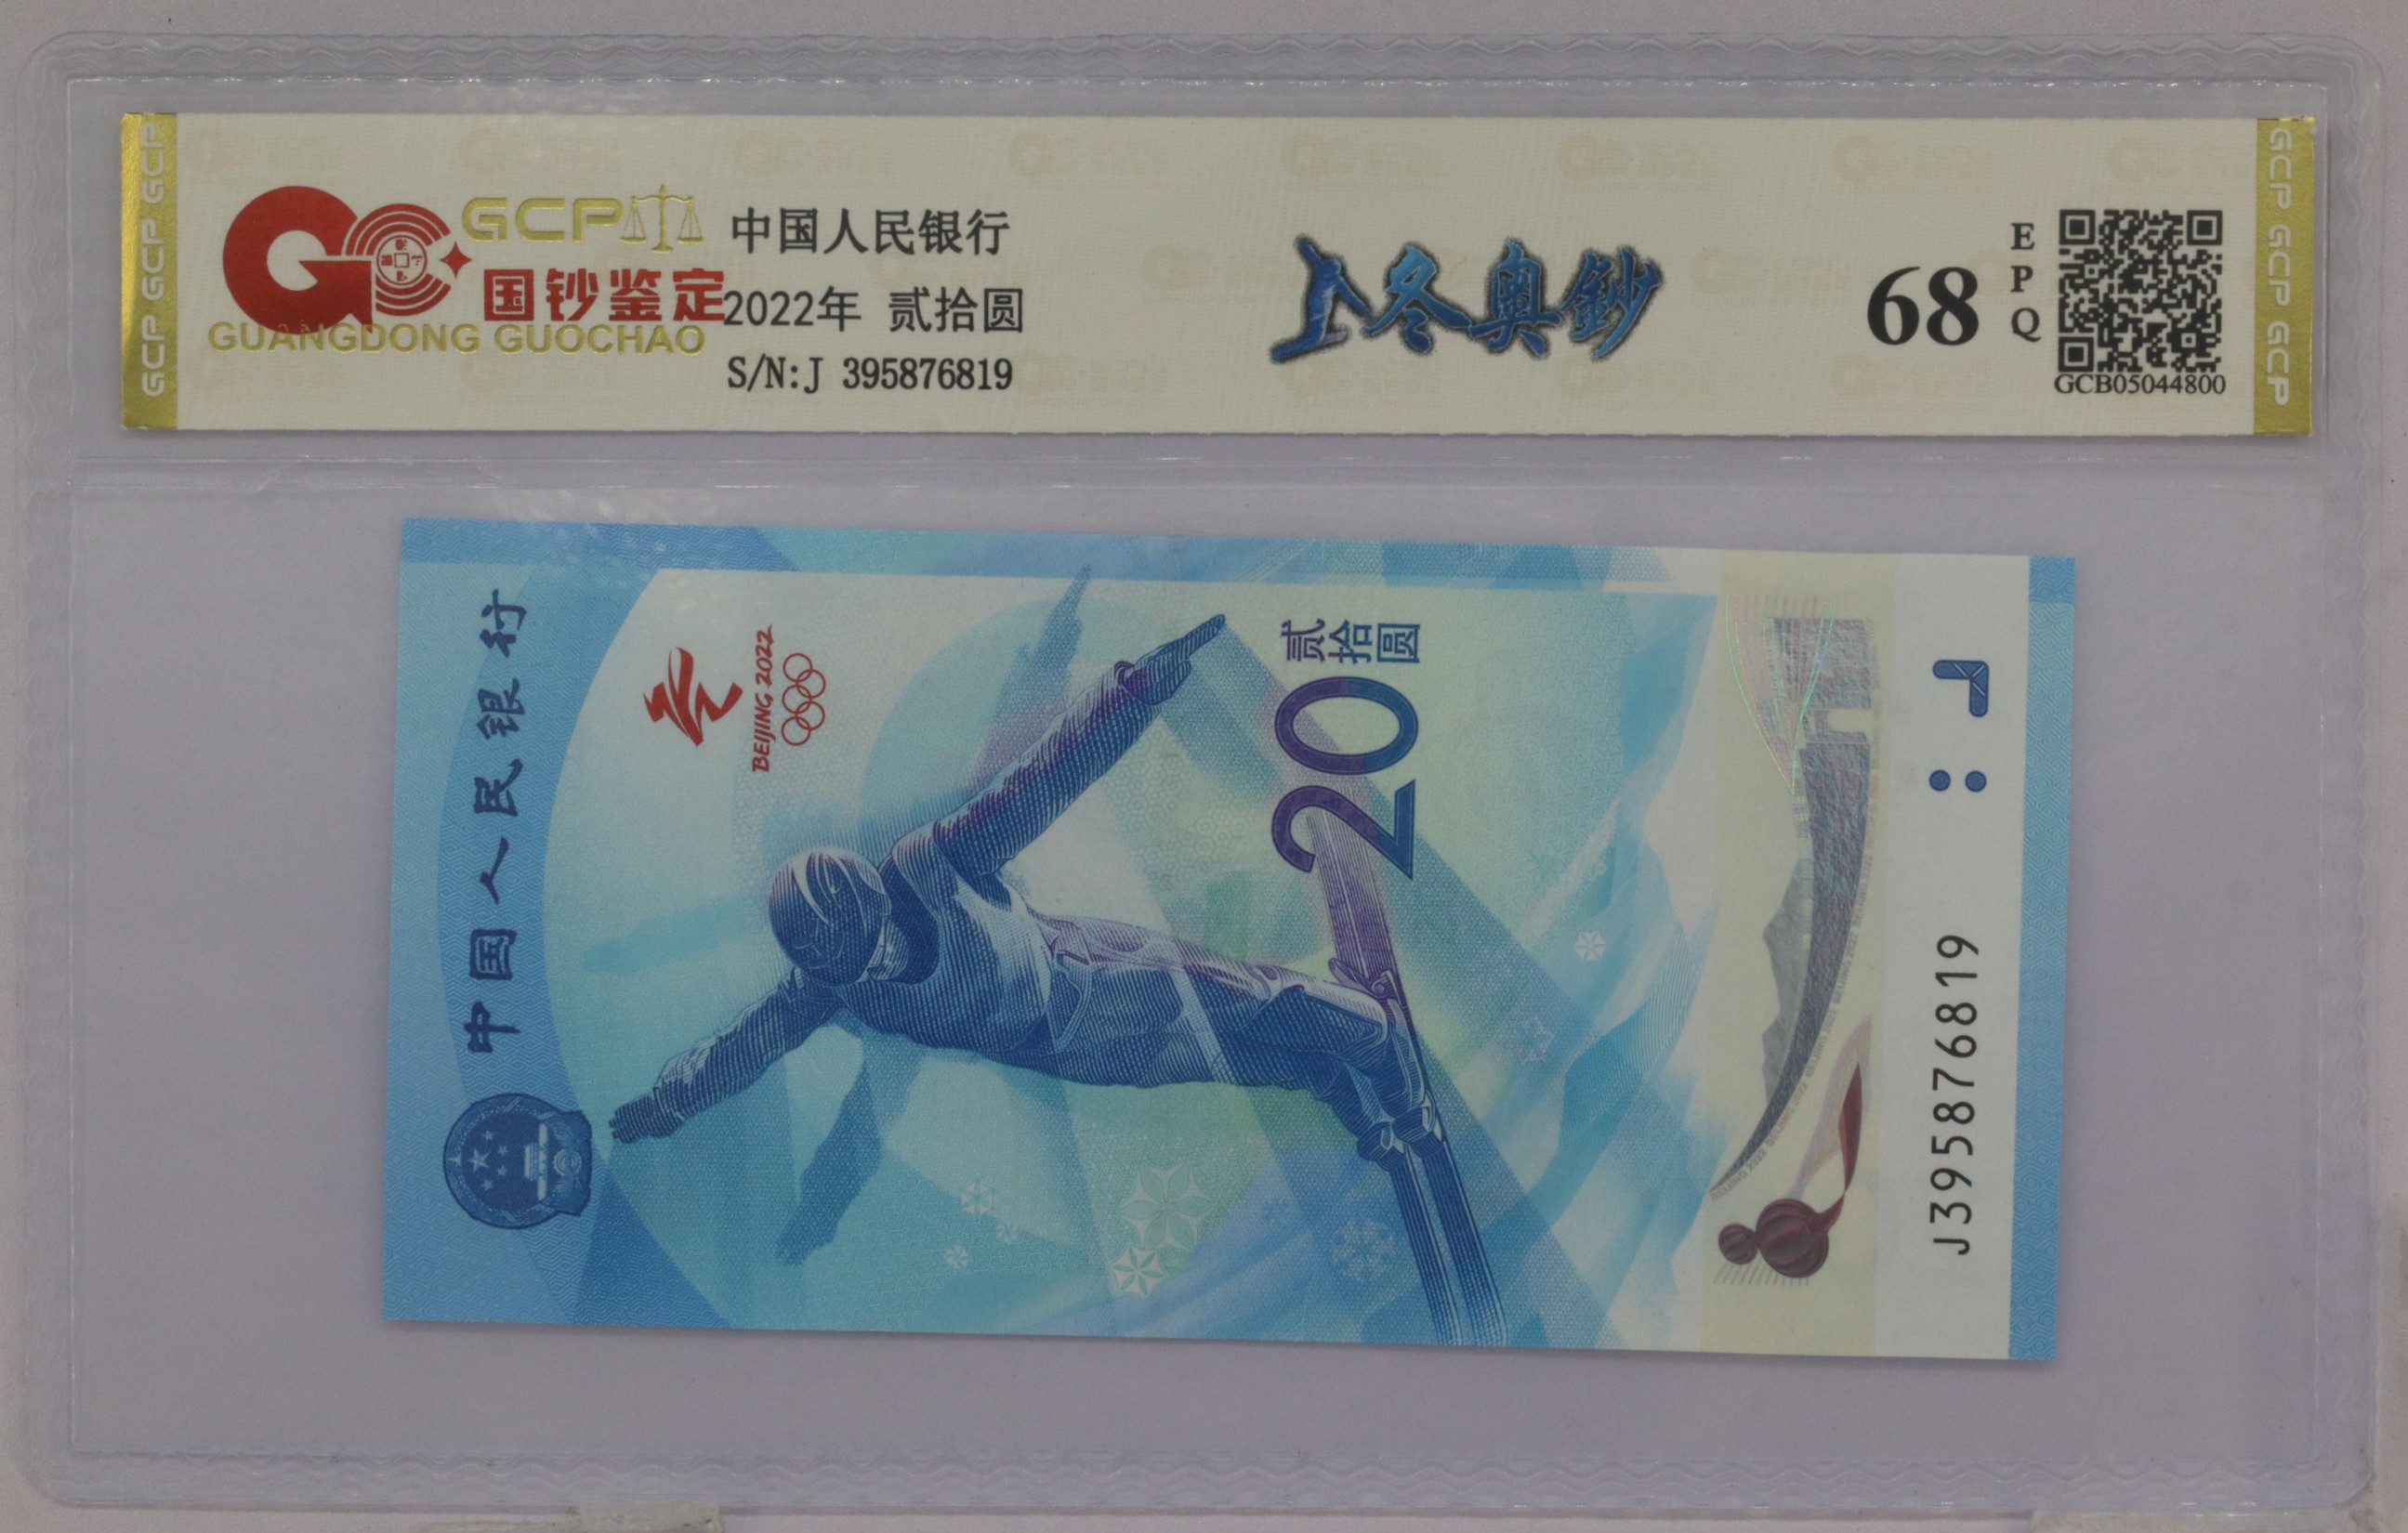 GCP GCP GCP
GCP
国钞鉴定
GUANGDONG GUOCHAO
中国人民银行
2022年 贰拾圆
S/N:J 395876819
上冬奥鈔
68
EPQ
GCB05044800
GCP GCP GCP
中国人民银行
BEIJING 2022
贰拾圆
20
J395876819